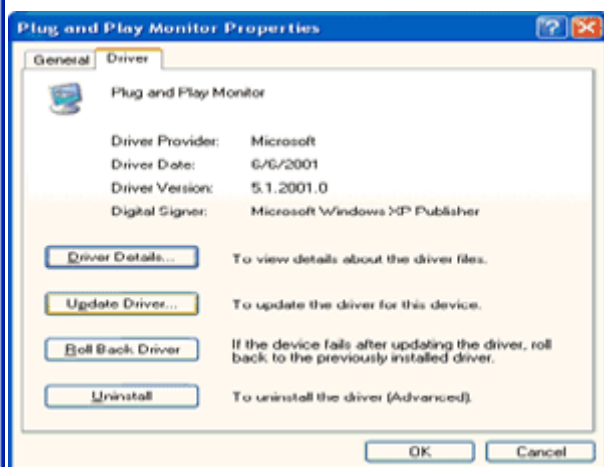 Plug and Play Monitor Properties
General Driver
Plug and Play Monitor
Driver Provider: Microsoft
Driver Date: 6/6/2001
Driver Version: 5.1.2001.0
Digital Signer: Microsoft Windows XP Publisher
Driver Details... To view details about the driver files.
Update Driver... To update the driver for this device.
Roll Back Driver If the device fails after updating the driver, roll
back to the previously installed driver.
Uninstall To uninstall the driver (Advanced).
OK Cancel